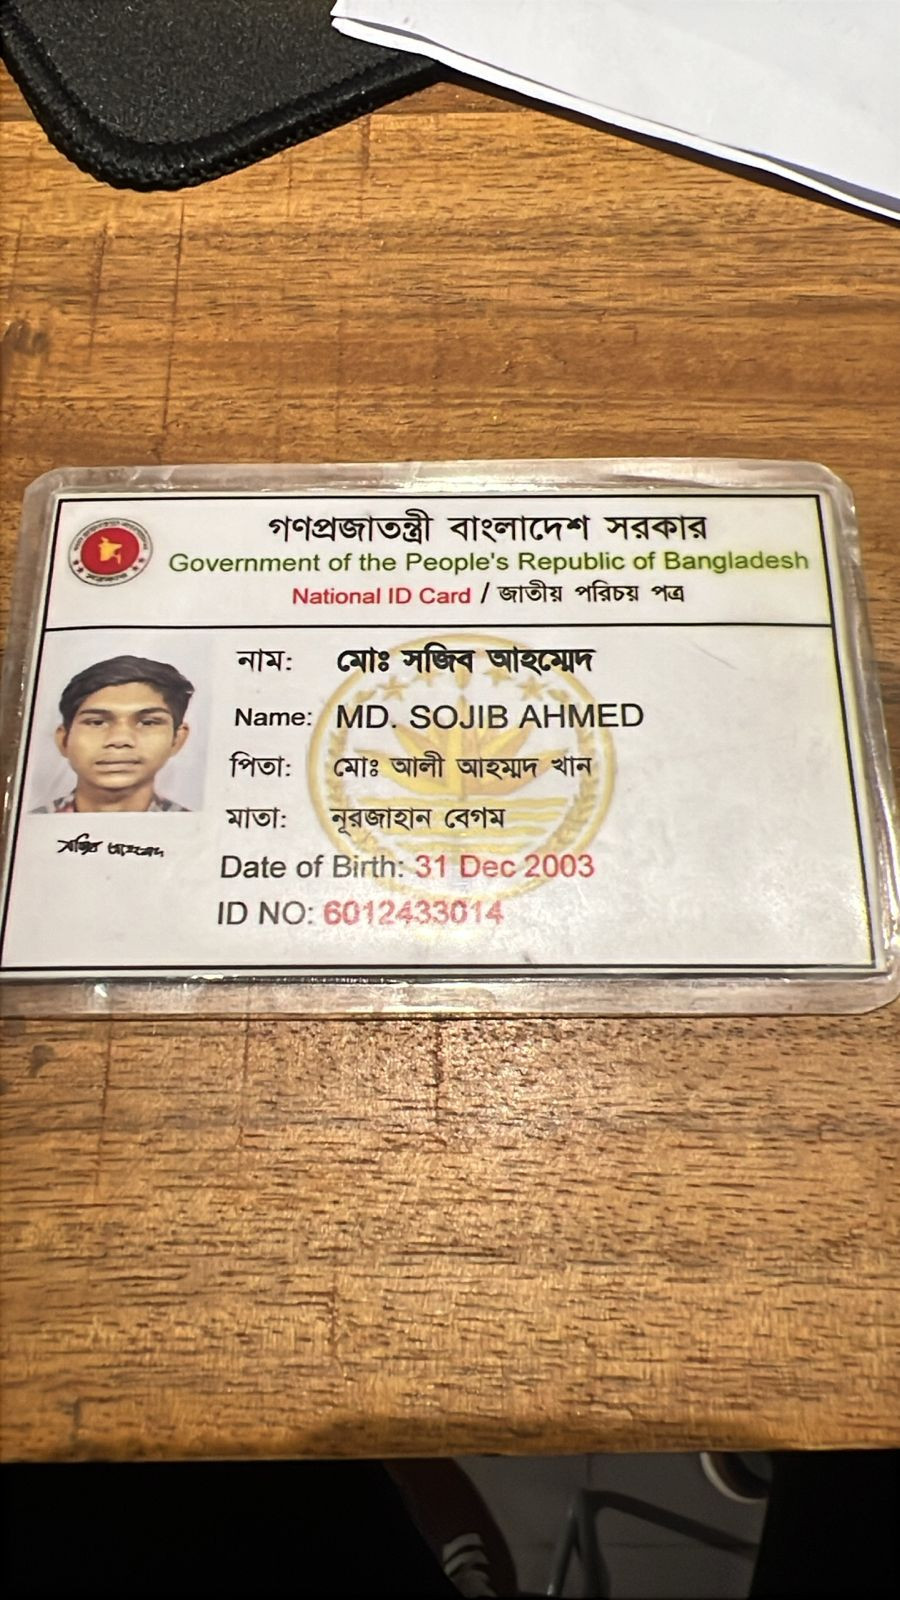 গণপ্রজাতন্ত্রী বাংলাদেশ সরকার
Government of the People's Republic of Bangladesh
National ID Card / জাতীয় পরিচয় পত্র
নাম: মোঃ সজিব আহম্মেদ
Name: MD. SOJIB AHMED
পিতা: মোঃ আলী আহম্মদ খান
মাতা: নূরজাহান বেগম
সজিব আহম্মেদ
Date of Birth: 31 Dec 2003
ID NO: 6012433014